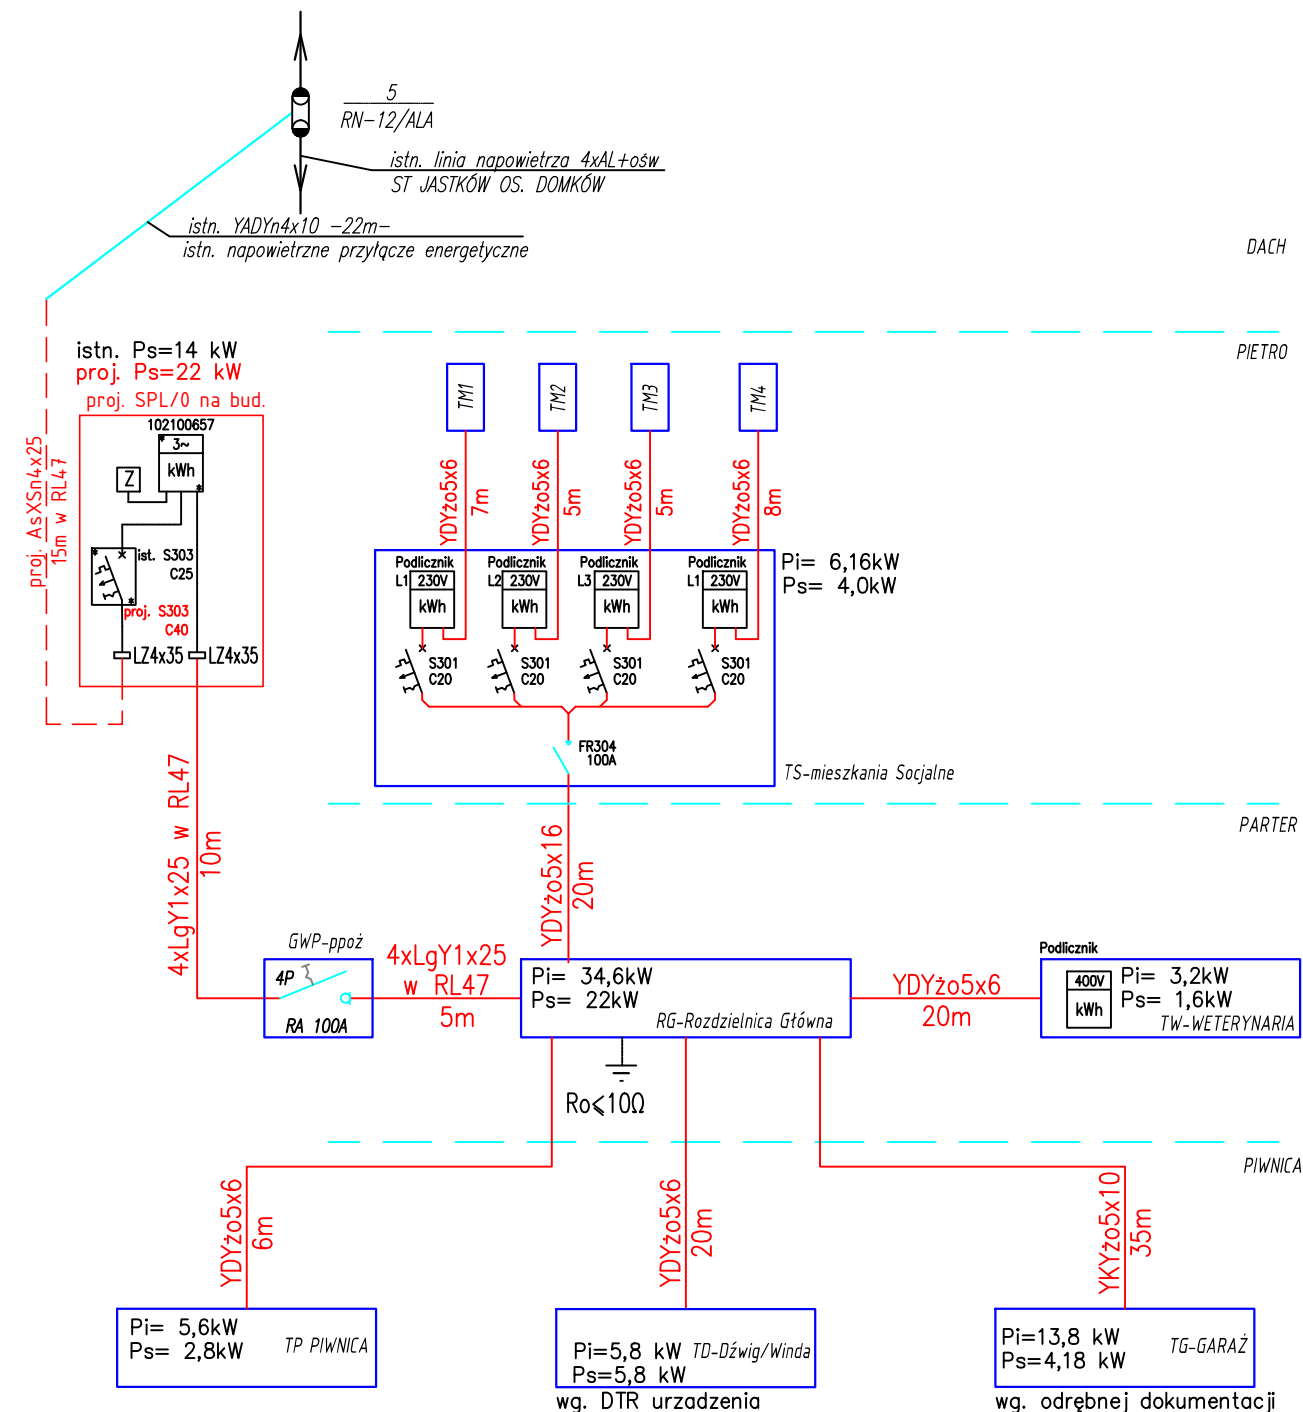 5
RN-12/ALA
istn. linia napowietrza 4xAL+ośw
ST JASTKÓW OS. DOMKÓW
istn. YADYn4x10 -22m-
istn. napowietrzne przyłącze energetyczne
DACH
PIETRO
istn. Ps=14 kW
proj. Ps=22 kW
proj. SPL/0 na bud.
102100657
3~
kWh
Z
ist. S303
C25
proj. S303
C40
LZ4x35
LZ4x35
proj. AsXSn4x25
15m w RL47
TM1
TM2
TM3
TM4
YDYżo5x6
7m
YDYżo5x6
5m
YDYżo5x6
5m
YDYżo5x6
8m
Podlicznik
L1 230V
kWh
S301
C20
Podlicznik
L2 230V
kWh
S301
C20
Podlicznik
L3 230V
kWh
S301
C20
Podlicznik
L1 230V
kWh
S301
C20
Pi= 6,16kW
Ps= 4,0kW
FR304
100A
TS-mieszkania Socjalne
PARTER
4xLgY1x25 w RL47
10m
YDYżo5x16
20m
GWP-ppoż
4P
RA 100A
4xLgY1x25
w RL47
5m
Pi= 34,6kW
Ps= 22kW
RG-Rozdzielnica Główna
YDYżo5x6
20m
Podlicznik
400V
kWh
Pi= 3,2kW
Ps= 1,6kW
TW-WETERYNARIA
Ro⩽10Ω
PIWNICA
YDYżo5x6
6m
YDYżo5x6
20m
YKYżo5x10
35m
Pi= 5,6kW
Ps= 2,8kW
TP PIWNICA
Pi=5,8 kW
Ps=5,8 kW
TD-Dźwig/Winda
wg. DTR urzadzenia
Pi=13,8 kW
Ps=4,18 kW
TG-GARAŻ
wg. odrębnej dokumentacji